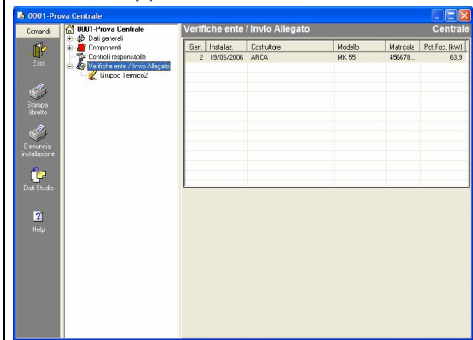 0001-Prova Centrale
Comandi
Esci
Stampa
libretto
Denuncia
installazione
Dati Studio
Help
0001-Prova Centrale
Dati generali
Componenti
Controlli responsabile
Verifiche ente / Invio Allegato
Gruppo Termico2
Verifiche ente / Invio Allegato Centrale
Gen. Installaz. Costruttore Modello Matricola Pot.Foc. (kw)
2 19/05/2006 ARCA MK 55 456678... 63,9